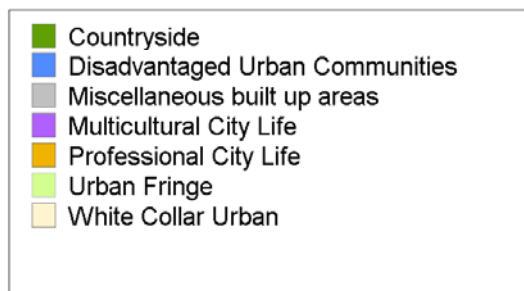 Countryside
Disadvantaged Urban Communities
Miscellaneous built up areas
Multicultural City Life
Professional City Life
Urban Fringe
White Collar Urban